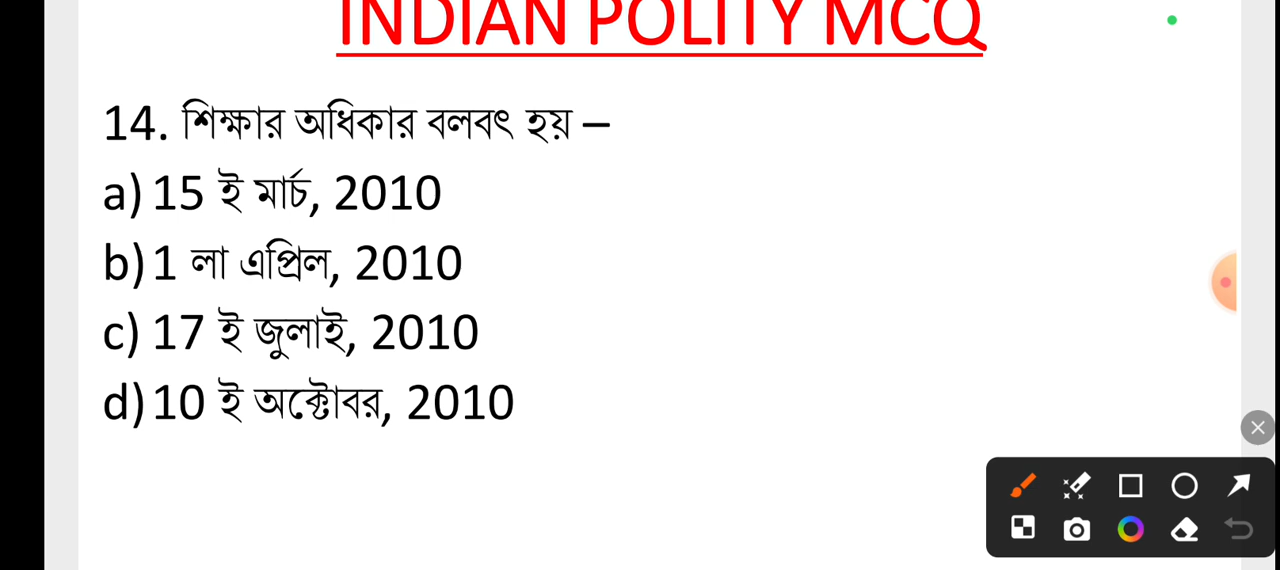 INDIAN POLITY MCQ
14. শিক্ষার অধিকার বলবৎ হয় –
a) 15 ই মার্চ, 2010
b) 1 লা এপ্রিল, 2010
c) 17 ই জুলাই, 2010
d) 10 ই অক্টোবর, 2010